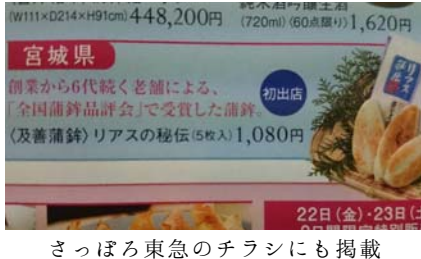 (W111×D214×H91cm) 448,200円
純米酒吟醸生酒
(720ml)(60点限り) 1,620円
宮城県
創業から6代続く老舗による、
「全国蒲鉾品評会」で受賞した蒲鉾。
初出店
〈及善蒲鉾〉リアスの秘伝(5枚入) 1,080円
リアスの秘伝
22日(金)・23日(土
さっぽろ東急のチラシにも掲載